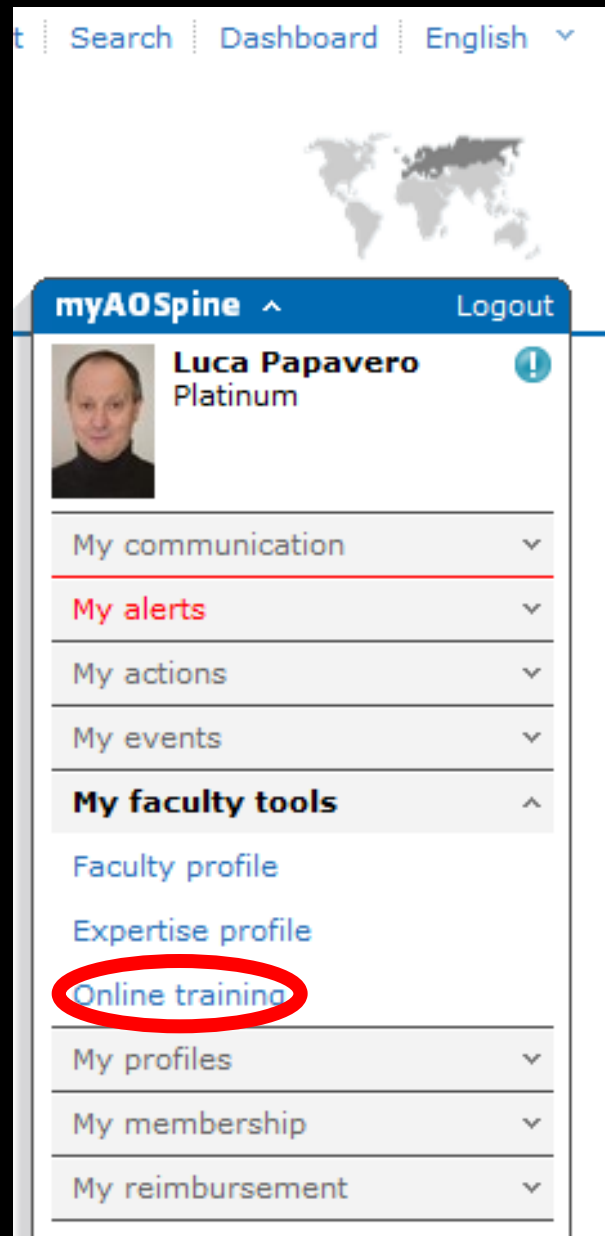 t Search Dashboard English
myAOSpine Logout
Luca Papavero
Platinum
My communication
My alerts
My actions
My events
My faculty tools
Faculty profile
Expertise profile
Online training
My profiles
My membership
My reimbursement